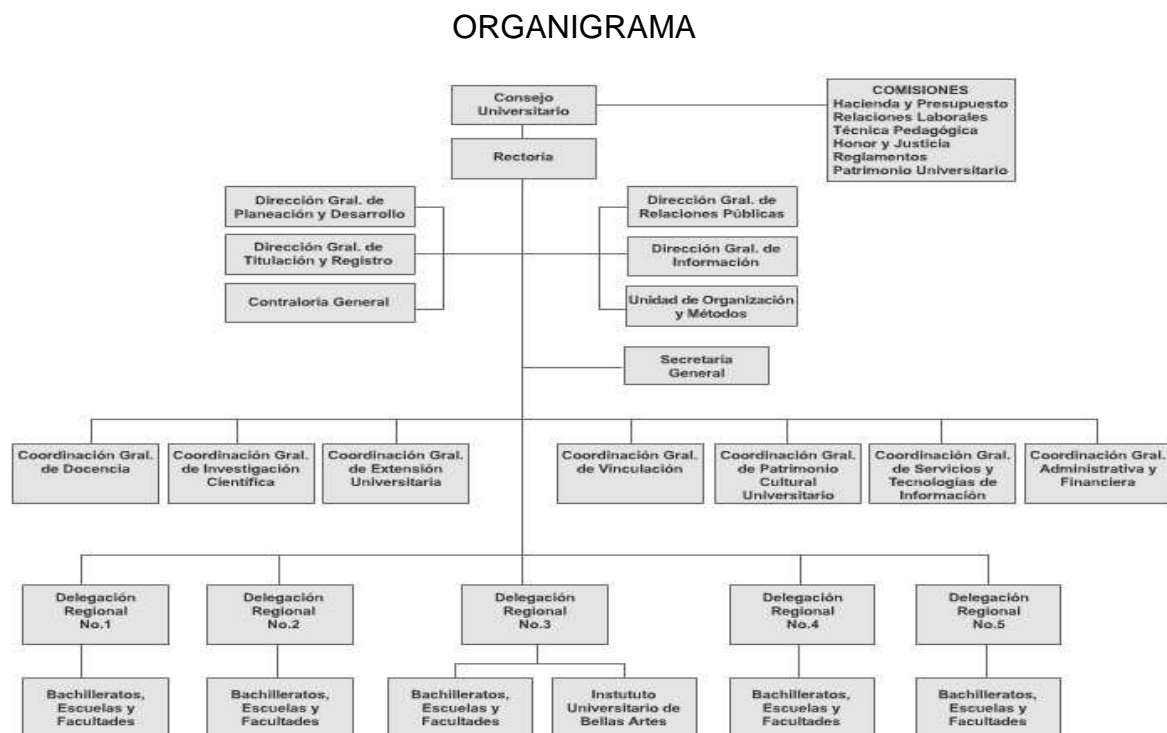 ORGANIGRAMA
Consejo
Universitario
COMISIONES
Hacienda y Presupuesto
Relaciones Laborales
Técnica Pedagógica
Honor y Justicia
Reglamentos
Patrimonio Universitario
Rectoría
Dirección Gral. de
Planeación y Desarrollo
Dirección Gral. de
Relaciones Públicas
Dirección Gral. de
Titulación y Registro
Dirección Gral. de
Información
Contraloría General
Unidad de Organización
y Métodos
Secretaría
General
Coordinación Gral.
de Docencia
Coordinación Gral.
de Investigación
Científica
Coordinación Gral.
de Extensión
Universitaria
Coordinación Gral.
de Vinculación
Coordinación Gral.
de Patrimonio
Cultural
Universitario
Coordinación Gral.
de Servicios y
Tecnologías de
Información
Coordinación Gral.
Administrativa y
Financiera
Delegación
Regional
No.1
Delegación
Regional
No.2
Delegación
Regional
No.3
Delegación
Regional
No.4
Delegación
Regional
No.5
Bachilleratos,
Escuelas y
Facultades
Bachilleratos,
Escuelas y
Facultades
Bachilleratos,
Escuelas y
Facultades
Instututo
Universitario de
Bellas Artes
Bachilleratos,
Escuelas y
Facultades
Bachilleratos,
Escuelas y
Facultades